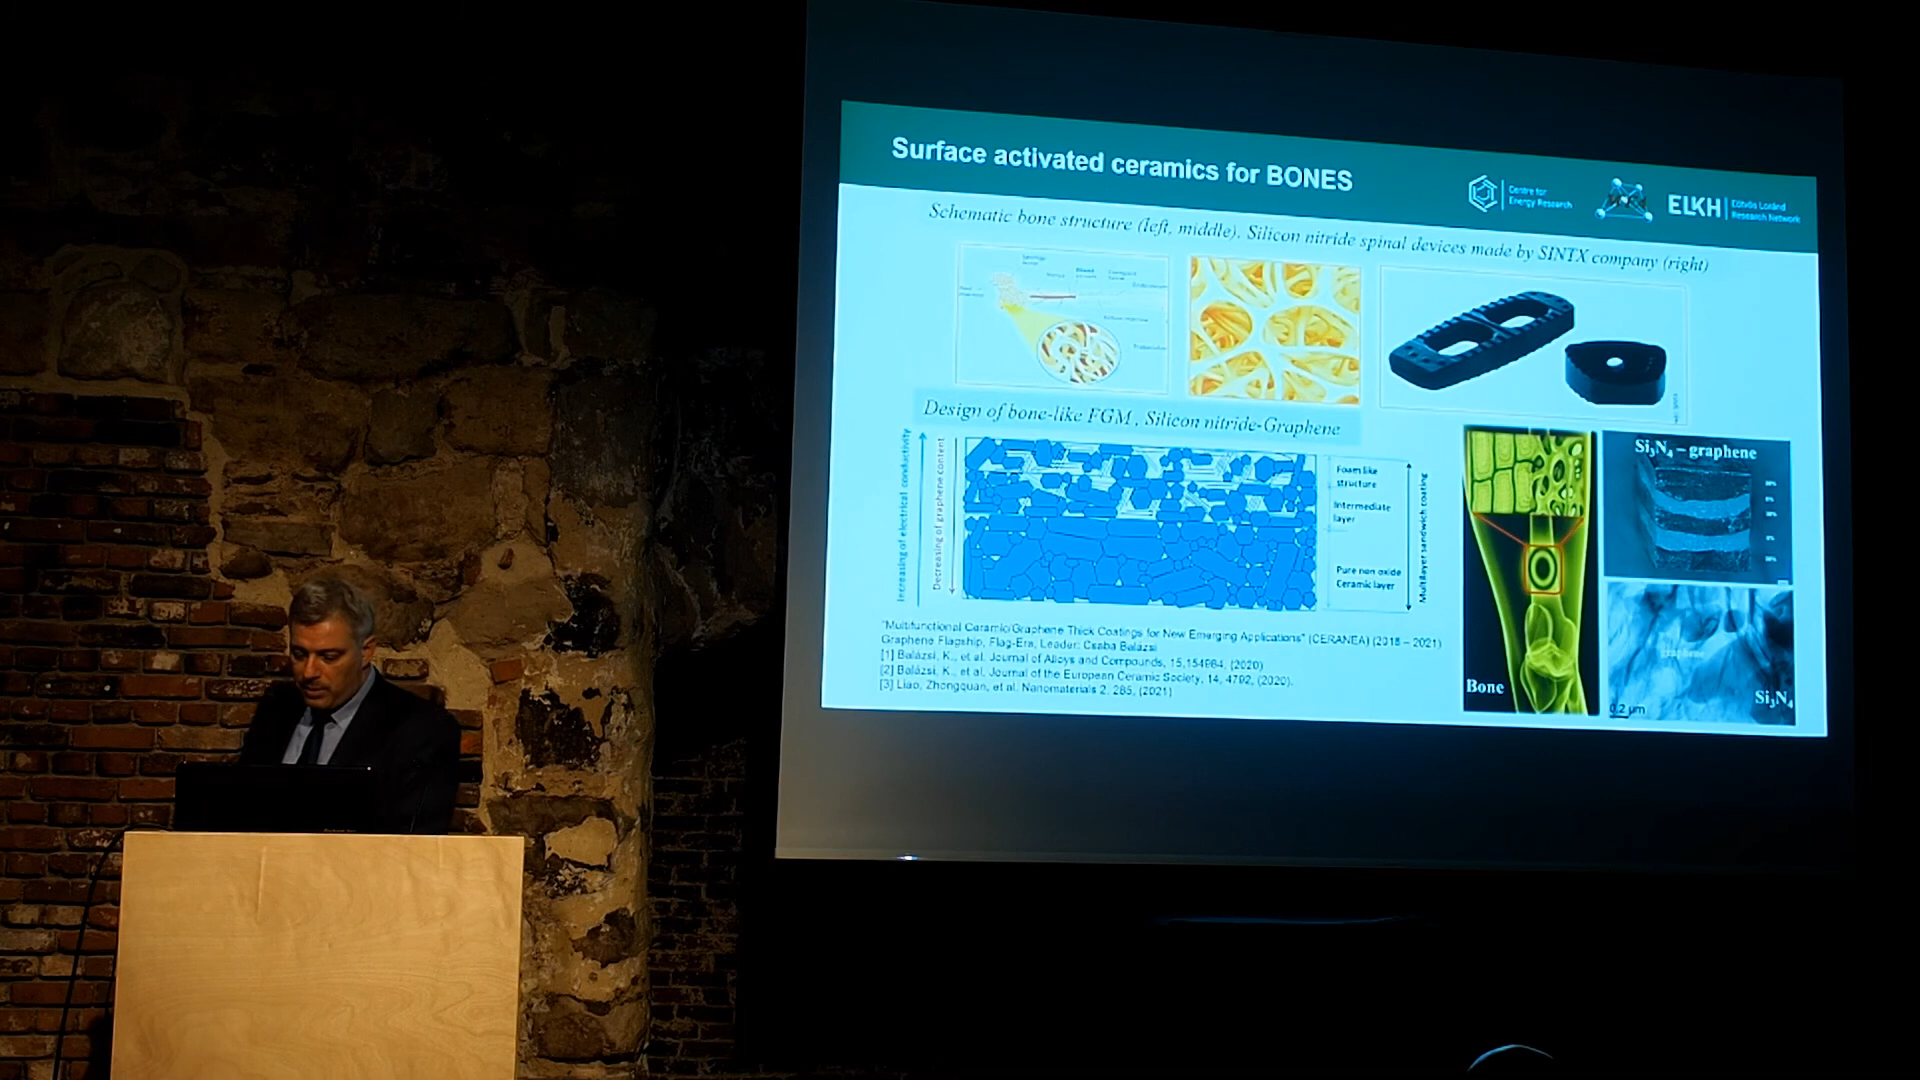 Surface activated ceramics for BONES
Centre for
Energy Research
ELKH
Eötvös Loránd
Research Network
Schematic bone structure (left, middle). Silicon nitride spinal devices made by SINTX company (right)
Design of bone-like FGM, Silicon nitride-Graphene
Increasing of electrical conductivity
Decreasing of graphene content
Foam like
structure
Intermediate
layer
Pure non oxide
Ceramic layer
Multilayer sandwich coating
Bone
Si3N4 – graphene
graphene
Si3N4
0.2 µm
"Multifunctional Ceramic/Graphene Thick Coatings for New Emerging Applications" (CERANEA) (2018 – 2021)
Graphene Flagship, Flag-Era, Leader: Csaba Balázsi
[1] Balázsi, K., et al. Journal of Alloys and Compounds, 15,154984, (2020)
[2] Balázsi, K., et al. Journal of the European Ceramic Society, 14, 4792, (2020).
[3] Liao, Zhongquan, et al. Nanomaterials 2, 285, (2021)